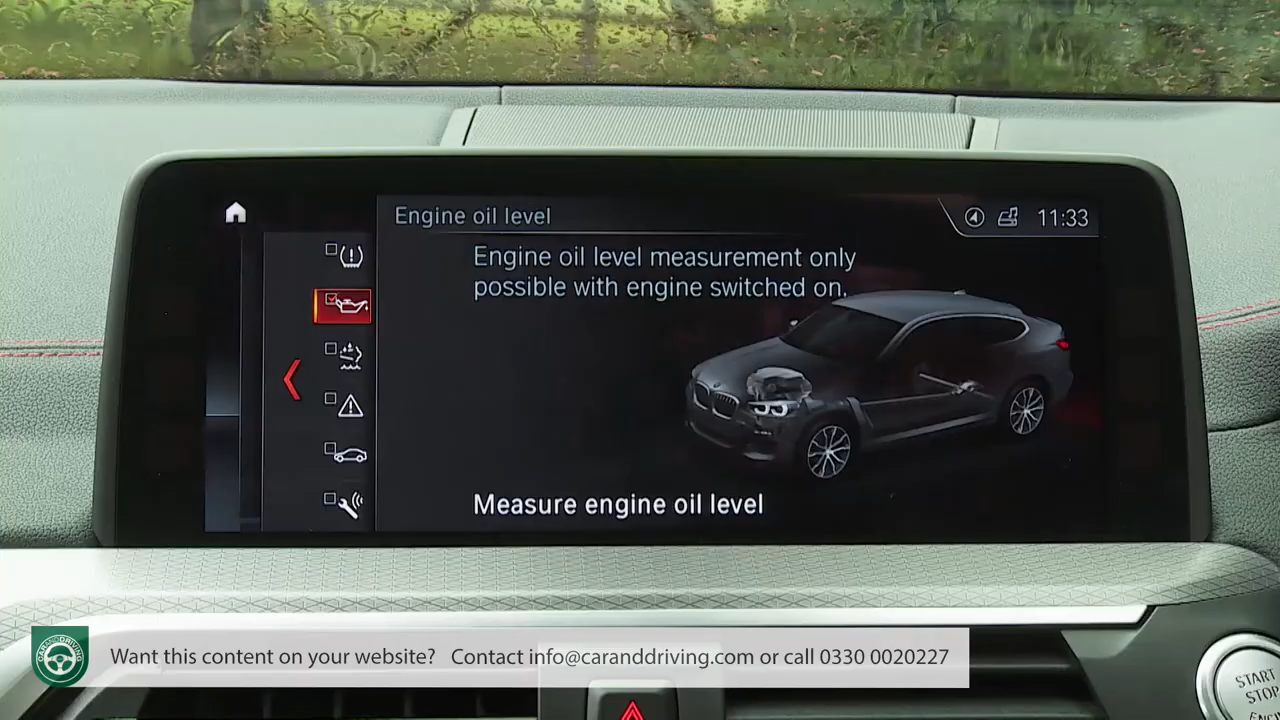 Engine oil level
11:33
Engine oil level measurement only
possible with engine switched on.
Measure engine oil level
CARANDDRIVING
Want this content on your website? Contact info@caranddriving.com or call 0330 0020227
START
STOP